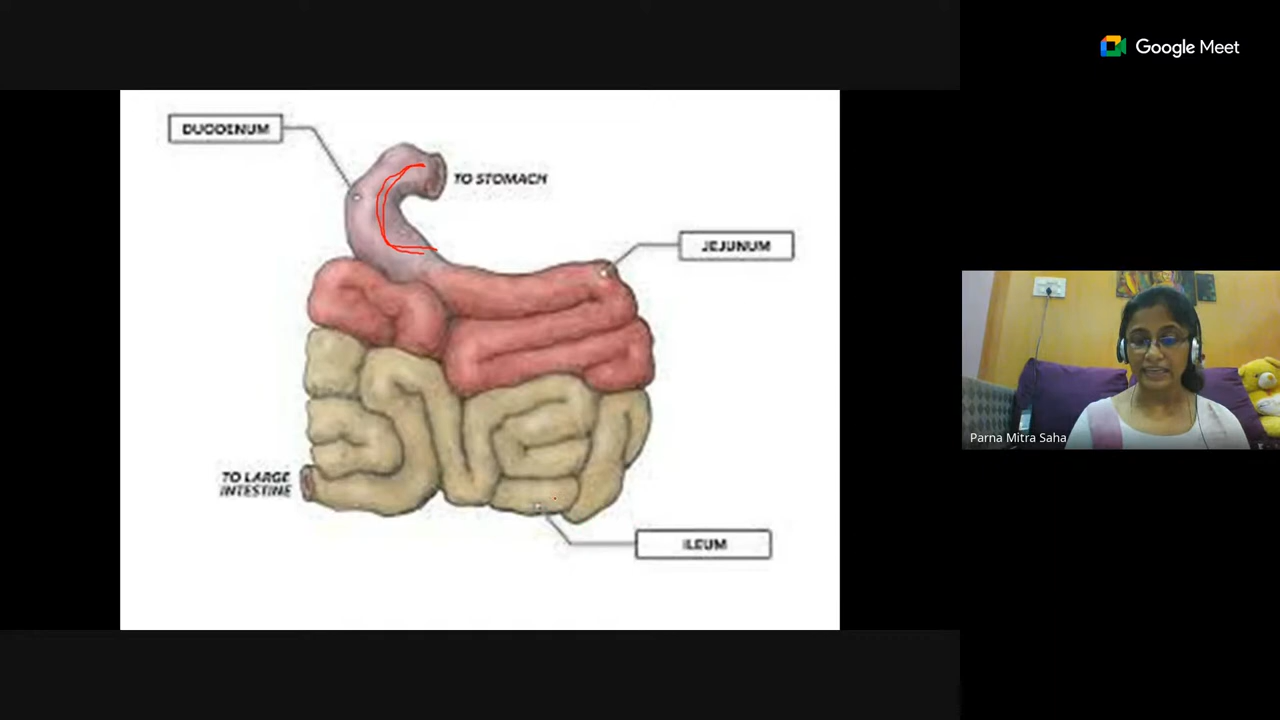 Google Meet
DUODENUM
TO STOMACH
JEJUNUM
TO LARGE
INTESTINE
ILEUM
Parna Mitra Saha